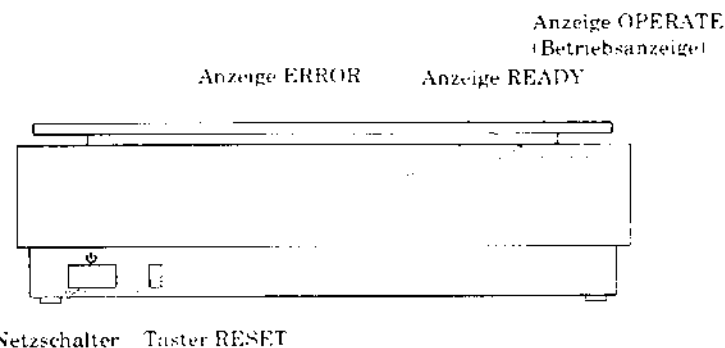 Anzeige OPERATE
(Betriebsanzeige)
Anzeige ERROR
Anzeige READY
Netzschalter
Taster RESET